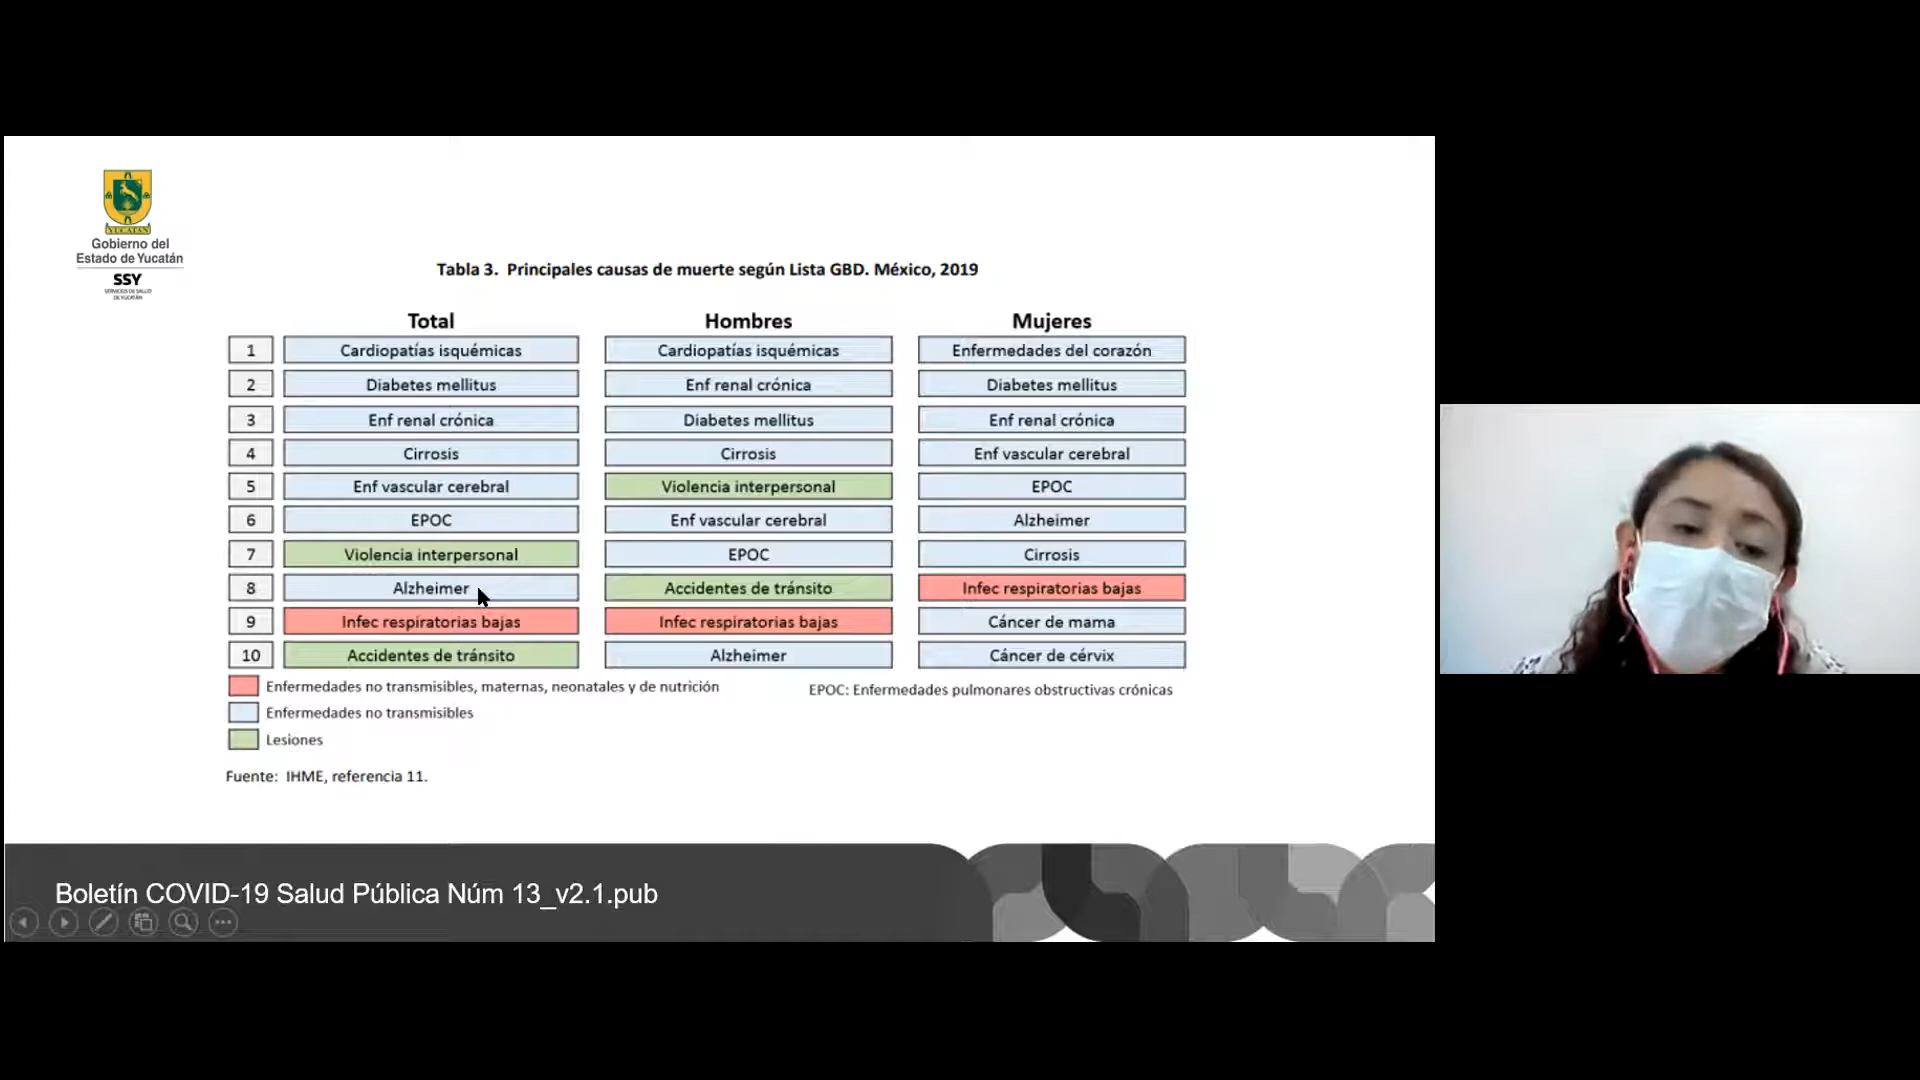 YUCATÁN
Gobierno del
Estado de Yucatán
SSY
SERVICIOS DE SALUD
DE YUCATÁN
Tabla 3. Principales causas de muerte según Lista GBD. México, 2019
Total Hombres Mujeres
1 Cardiopatías isquémicas Cardiopatías isquémicas Enfermedades del corazón
2 Diabetes mellitus Enf renal crónica Diabetes mellitus
3 Enf renal crónica Diabetes mellitus Enf renal crónica
4 Cirrosis Cirrosis Enf vascular cerebral
5 Enf vascular cerebral Violencia interpersonal EPOC
6 EPOC Enf vascular cerebral Alzheimer
7 Violencia interpersonal EPOC Cirrosis
8 Alzheimer Accidentes de tránsito Infec respiratorias bajas
9 Infec respiratorias bajas Infec respiratorias bajas Cáncer de mama
10 Accidentes de tránsito Alzheimer Cáncer de cérvix
Enfermedades no transmisibles, maternas, neonatales y de nutrición EPOC: Enfermedades pulmonares obstructivas crónicas
Enfermedades no transmisibles
Lesiones
Fuente: IHME, referencia 11.
Boletín COVID-19 Salud Pública Núm 13_v2.1.pub